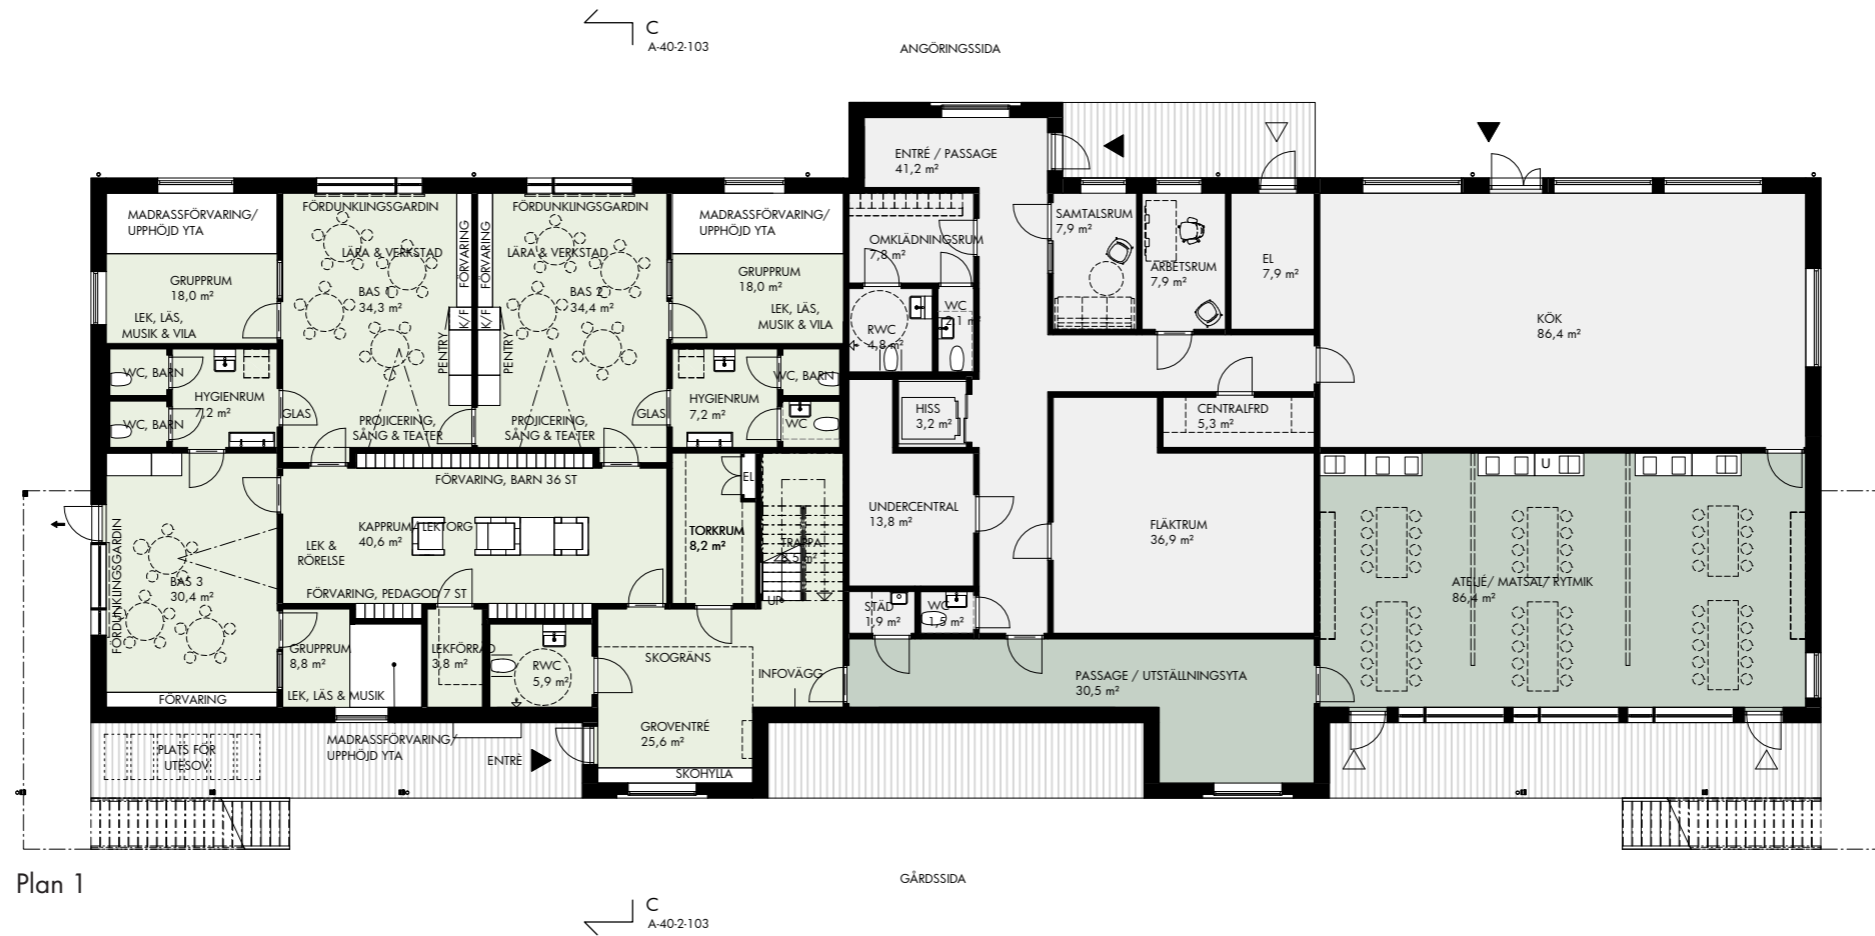 C
A-40-2-103
ANGÖRINGSSIDA
ENTRÉ / PASSAGE
41,2 m²
MADRASSFÖRVARING/
UPPHÖJD YTA
GRUPPRUM
18,0 m²
LEK, LÄS,
MUSIK & VILA
FÖRDUNKLINGSGARDIN
LÄRA & VERKSTAD
BAS 1
34,3 m²
FÖRVARING
K/F
PENTRY
PROJICERING,
SÅNG & TEATER
FÖRDUNKLINGSGARDIN
LÄRA & VERKSTAD
BAS 2
34,4 m²
FÖRVARING
K/F
PENTRY
PROJICERING,
SÅNG & TEATER
MADRASSFÖRVARING/
UPPHÖJD YTA
GRUPPRUM
18,0 m²
LEK, LÄS,
MUSIK & VILA
OMKLÄDNINGSRUM
7,8 m²
RWC
4,8 m²
WC
2,1 m²
SAMTALSRUM
7,9 m²
ARBETSRUM
7,9 m²
EL
7,9 m²
KÖK
86,4 m²
WC, BARN
WC, BARN
HYGIENRUM
7,2 m²
GLAS
GLAS
HYGIENRUM
7,2 m²
WC, BARN
WC
HISS
3,2 m²
CENTRALFRD
5,3 m²
FÖRVARING, BARN 36 ST
KAPPRUM/LEKTORG
40,6 m²
LEK &
RÖRELSE
FÖRVARING, PEDAGOG 7 ST
EL
TORKRUM
8,2 m²
TRAPPA
UP
UNDERCENTRAL
13,8 m²
FLÄKTRUM
36,9 m²
U
ATELJÉ/ MATSAL/ RYTMIK
86,4 m²
FÖRDUNKLINGSGARDIN
BAS 3
30,4 m²
FÖRVARING
GRUPPRUM
8,8 m²
LEK, LÄS & MUSIK
LEKFÖRRÅD
3,8 m²
RWC
5,9 m²
SKOGRÄNS
INFOVÄGG
STÄD
1,9 m²
WC
1,5 m²
PASSAGE / UTSTÄLLNINGSYTA
30,5 m²
GROVENTRÉ
25,6 m²
SKOHYLLA
PLATS FÖR
UTESOV
MADRASSFÖRVARING/
UPPHÖJD YTA
ENTRÈ
Plan 1
GÅRDSSIDA
C
A-40-2-103